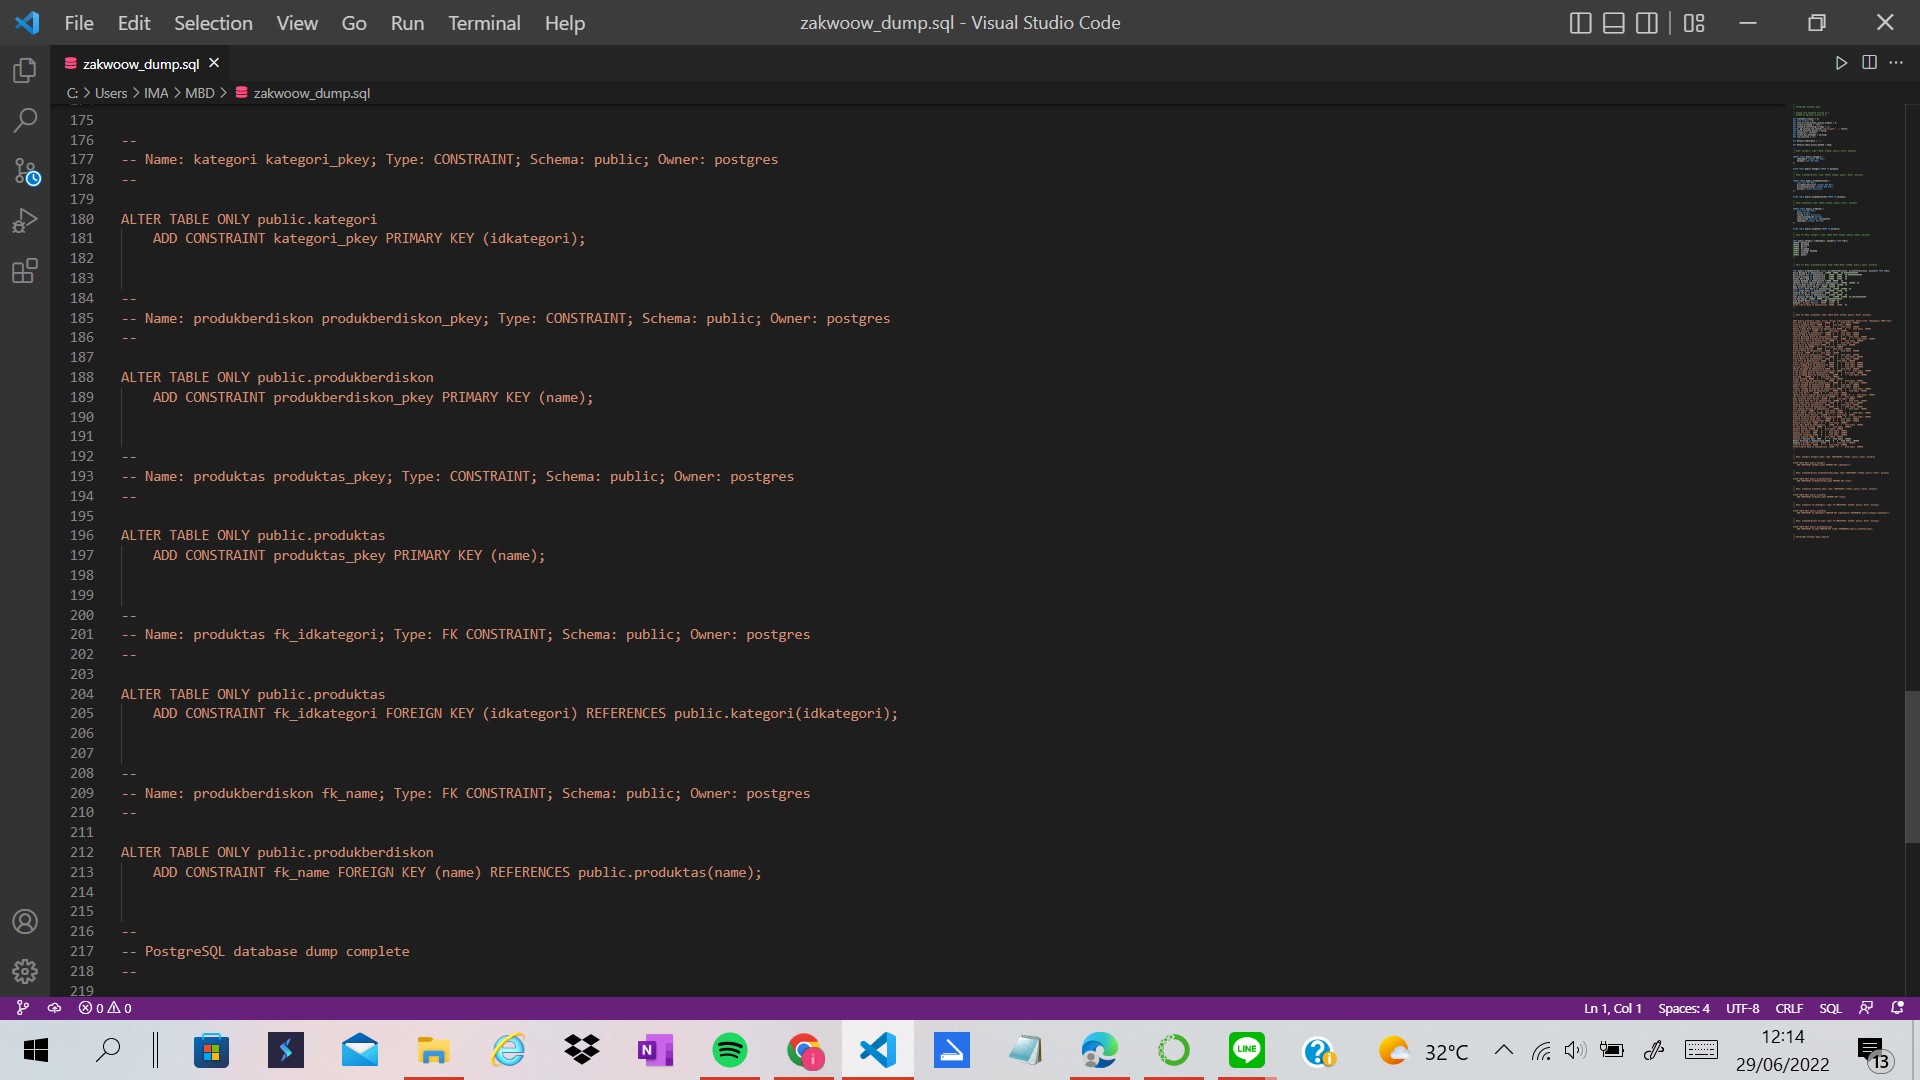 File Edit Selection View Go Run Terminal Help zakwoow_dump.sql - Visual Studio Code
zakwoow_dump.sql
C: > Users > IMA > MBD > zakwoow_dump.sql
175
176 --
177 -- Name: kategori kategori_pkey; Type: CONSTRAINT; Schema: public; Owner: postgres
178 --
179
180 ALTER TABLE ONLY public.kategori
181 ADD CONSTRAINT kategori_pkey PRIMARY KEY (idkategori);
182
183
184 --
185 -- Name: produkberdiskon produkberdiskon_pkey; Type: CONSTRAINT; Schema: public; Owner: postgres
186 --
187
188 ALTER TABLE ONLY public.produkberdiskon
189 ADD CONSTRAINT produkberdiskon_pkey PRIMARY KEY (name);
190
191
192 --
193 -- Name: produktas produktas_pkey; Type: CONSTRAINT; Schema: public; Owner: postgres
194 --
195
196 ALTER TABLE ONLY public.produktas
197 ADD CONSTRAINT produktas_pkey PRIMARY KEY (name);
198
199
200 --
201 -- Name: produktas fk_idkategori; Type: FK CONSTRAINT; Schema: public; Owner: postgres
202 --
203
204 ALTER TABLE ONLY public.produktas
205 ADD CONSTRAINT fk_idkategori FOREIGN KEY (idkategori) REFERENCES public.kategori(idkategori);
206
207
208 --
209 -- Name: produkberdiskon fk_name; Type: FK CONSTRAINT; Schema: public; Owner: postgres
210 --
211
212 ALTER TABLE ONLY public.produkberdiskon
213 ADD CONSTRAINT fk_name FOREIGN KEY (name) REFERENCES public.produktas(name);
214
215
216 --
217 -- PostgreSQL database dump complete
218 --
219
0 0 Ln 1, Col 1 Spaces: 4 UTF-8 CRLF SQL
N LINE 32°C 12:14
29/06/2022 13